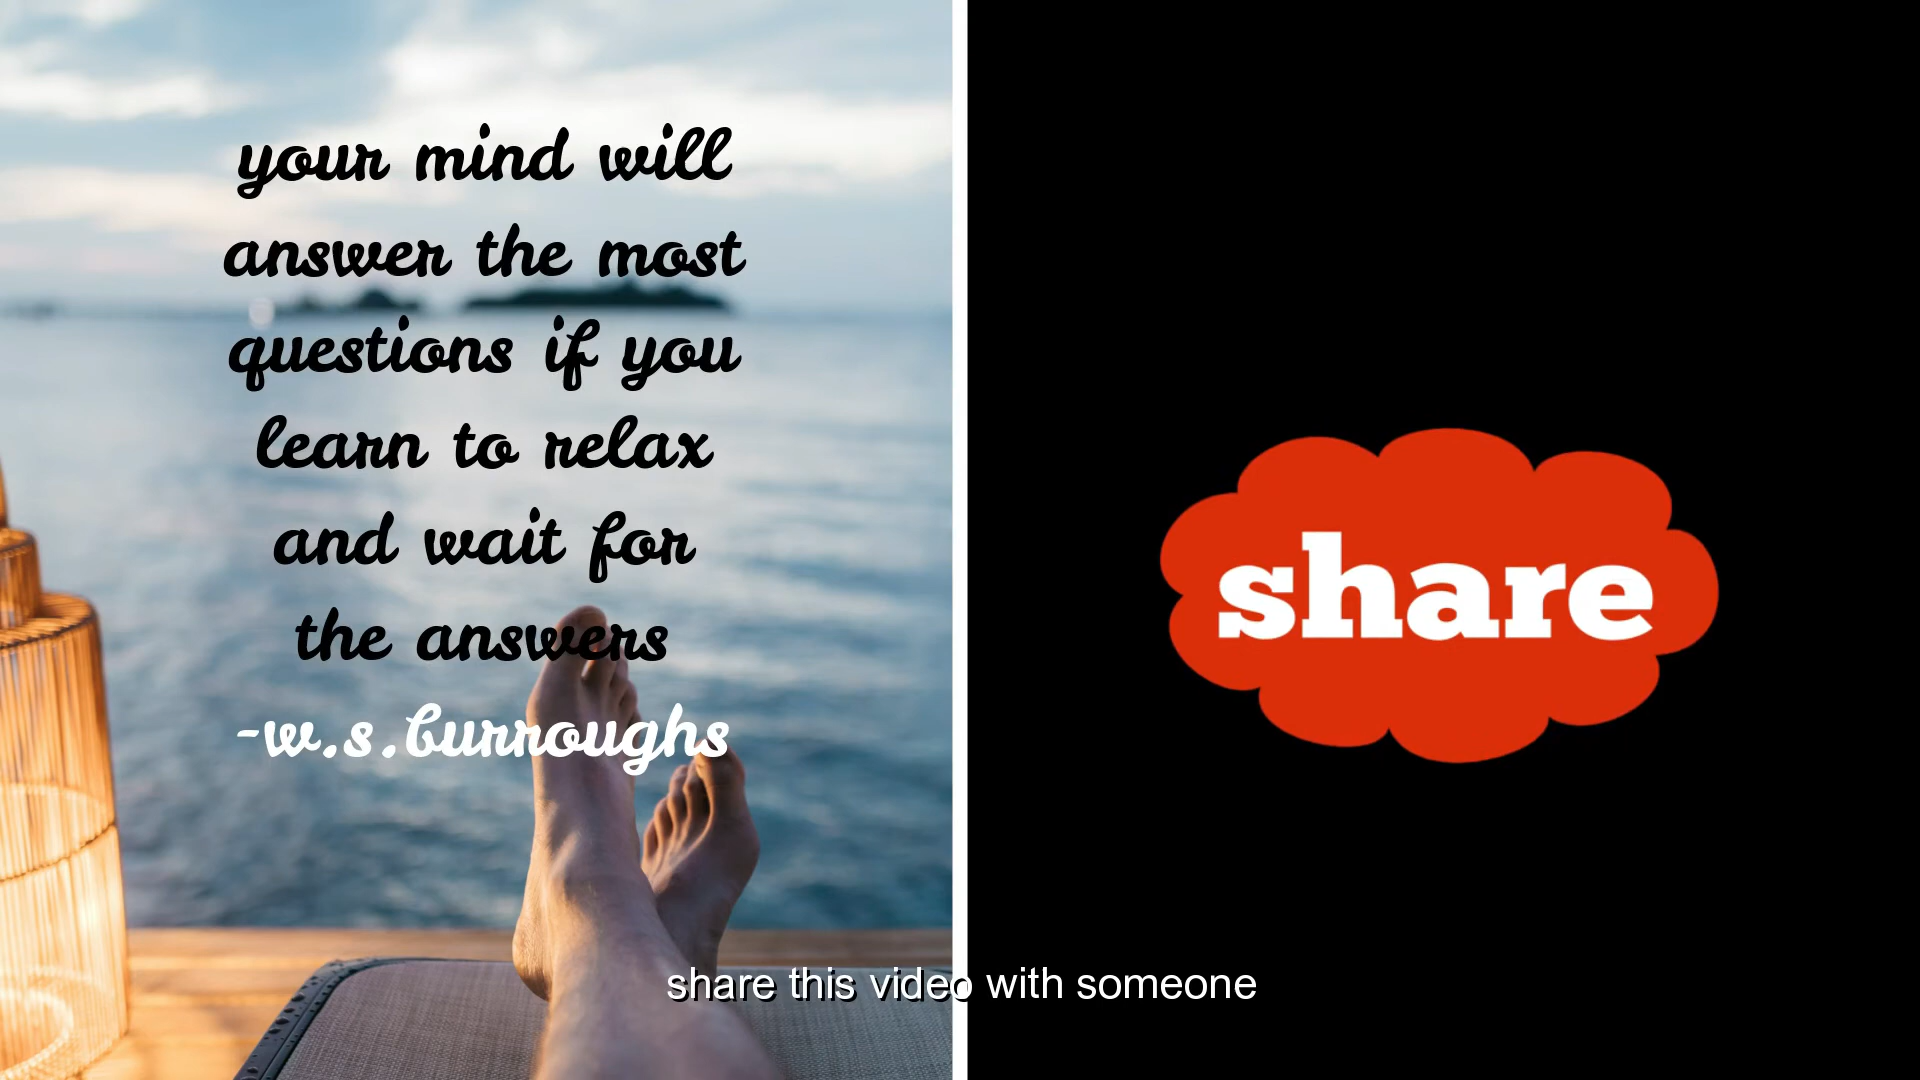 your mind will
answer the most
questions if you
learn to relax
and wait for
the answers
-w.s.burroughs
share
share this video with someone